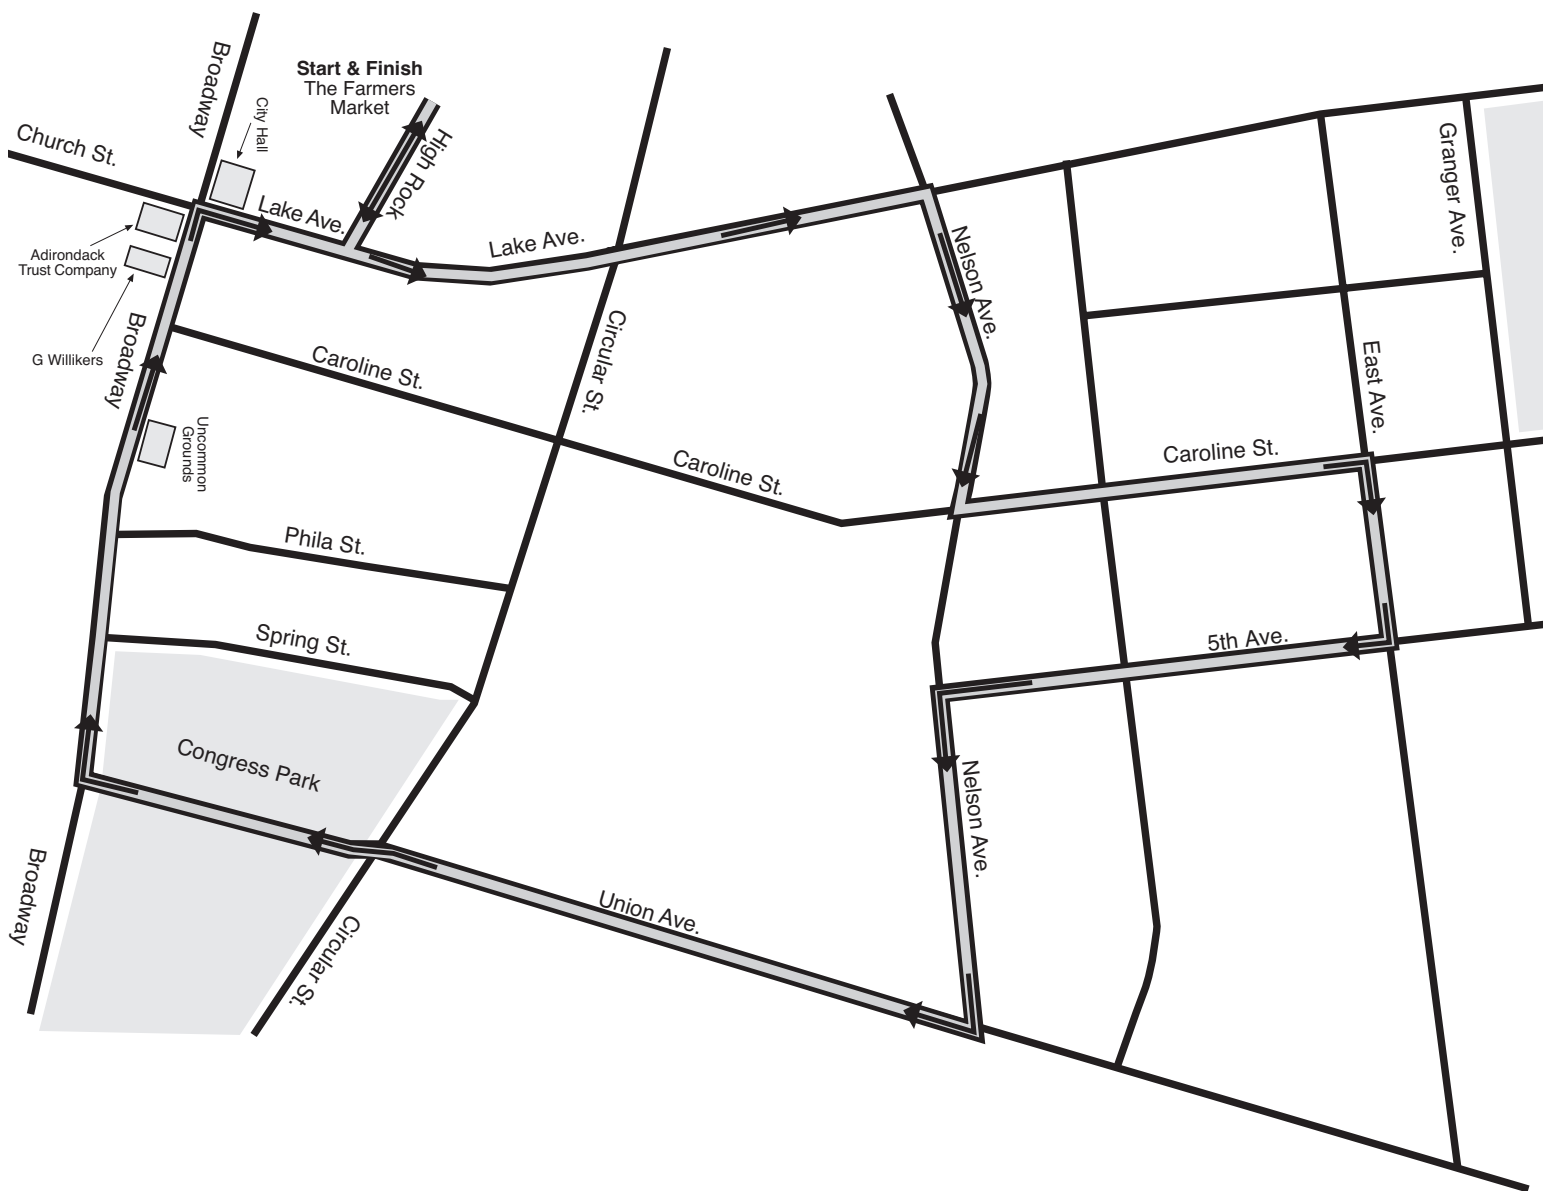 Broadway
Start & Finish
The Farmers
Market
City Hall
High Rock
Church St.
Lake Ave.
Lake Ave.
Adirondack
Trust Company
G Willikers
Broadway
Caroline St.
Circular St.
Nelson Ave.
Granger Ave.
East Ave.
Uncommon
Grounds
Caroline St.
Caroline St.
Phila St.
Spring St.
5th Ave.
Congress Park
Nelson Ave.
Broadway
Union Ave.
Circular St.